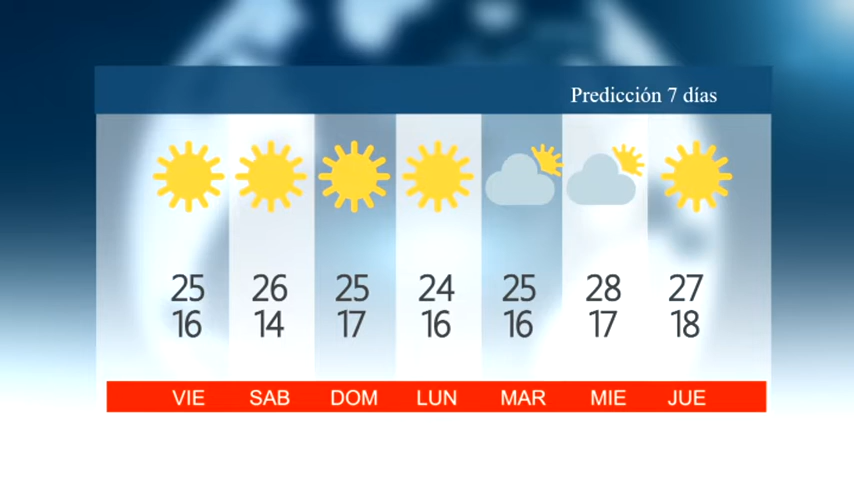 Predicción 7 días
25 26 25 24 25 28 27
16 14 17 16 16 17 18
VIE SAB DOM LUN MAR MIE JUE